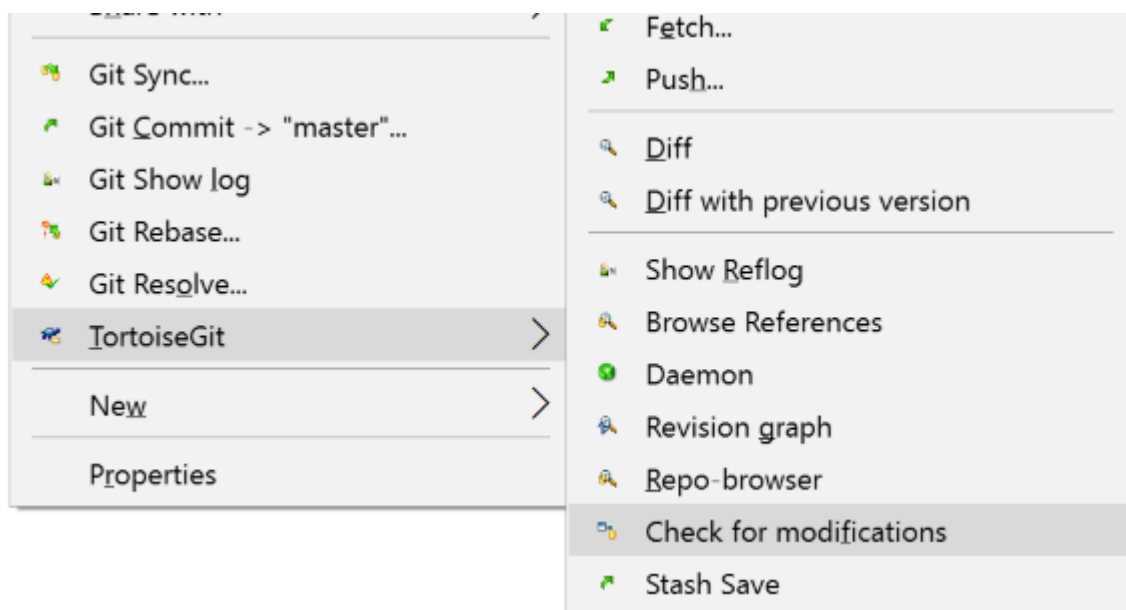 Git Sync...
Git Commit -> "master"...
Git Show log
Git Rebase...
Git Resolve...
TortoiseGit
New
Properties
Fetch...
Push...
Diff
Diff with previous version
Show Reflog
Browse References
Daemon
Revision graph
Repo-browser
Check for modifications
Stash Save